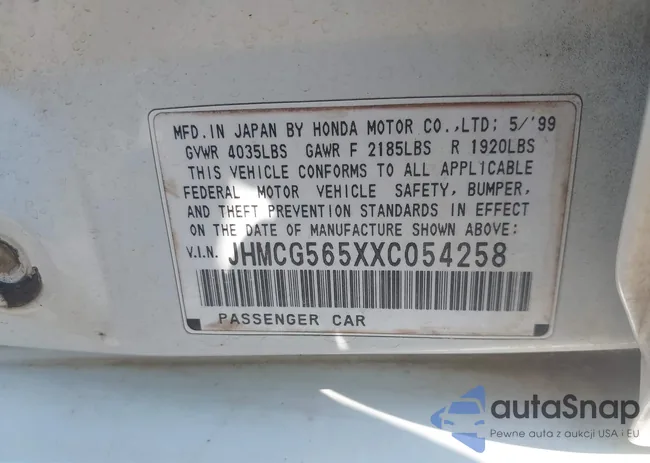 MFD. IN JAPAN BY HONDA MOTOR CO., LTD; 5/'99
GVWR 4035LBS GAWR F 2185LBS R 1920LBS
THIS VEHICLE CONFORMS TO ALL APPLICABLE
FEDERAL MOTOR VEHICLE SAFETY, BUMPER,
AND THEFT PREVENTION STANDARDS IN EFFECT
ON THE DATE OF MANUFACTURE SHOWN ABOVE:
V.I.N. JHMCG565XXC054258
PASSENGER CAR
autoSnap
Pewne auta z aukcji USA i EU